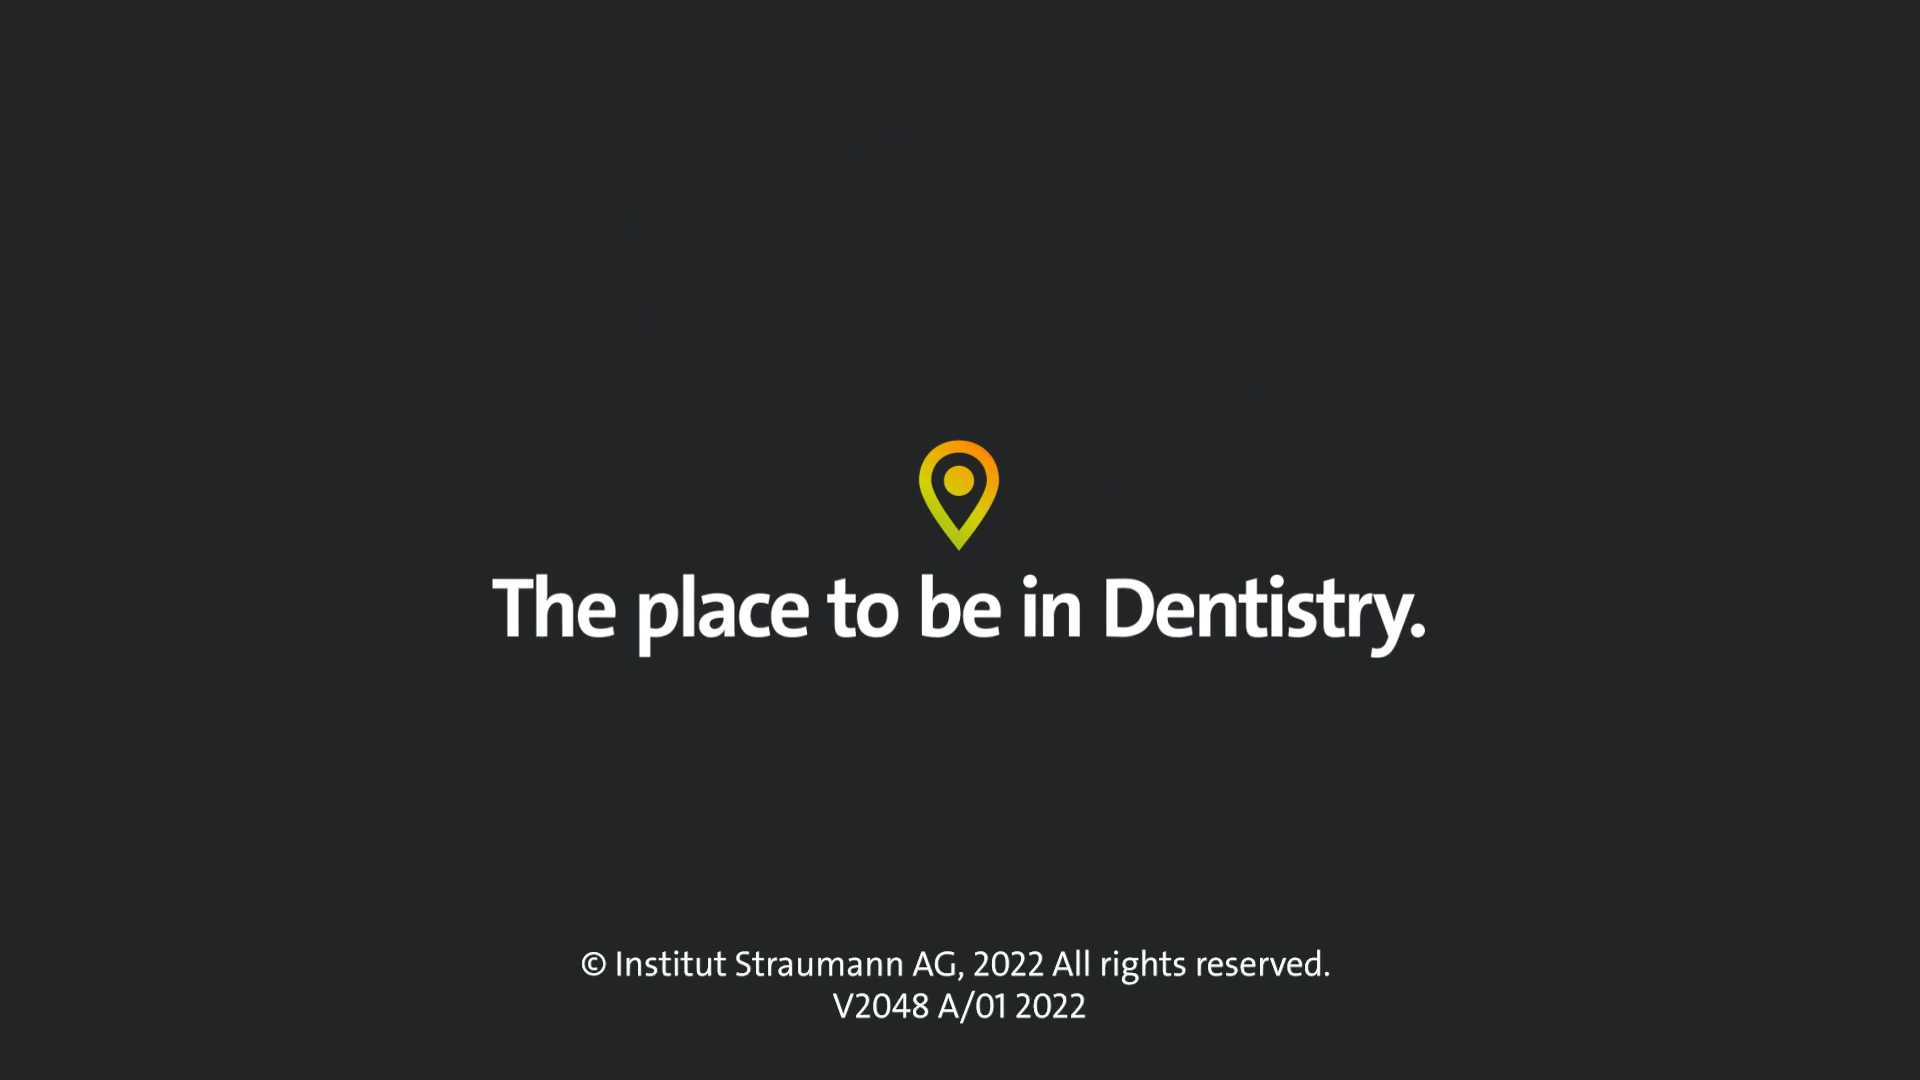 The place to be in Dentistry.
© Institut Straumann AG, 2022 All rights reserved.
V2048 A/01 2022